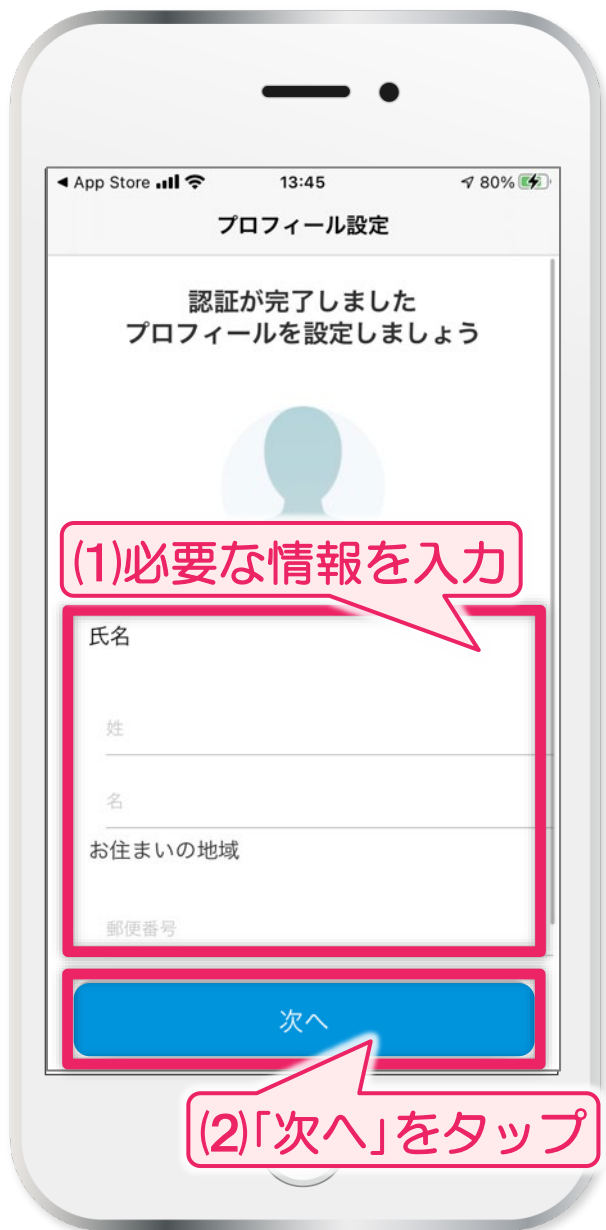 App Store
13:45
80%
プロフィール設定
認証が完了しました
プロフィールを設定しましょう
(1)必要な情報を入力
氏名
姓
名
お住まいの地域
郵便番号
次へ
(2)「次へ」をタップ